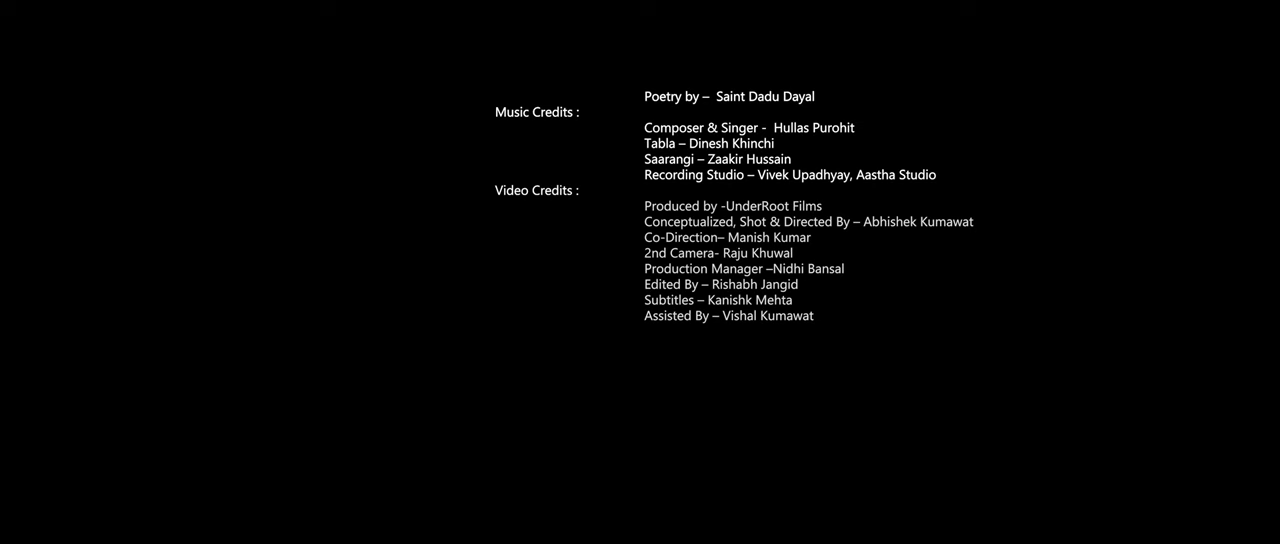 Poetry by – Saint Dadu Dayal
Music Credits :
Composer & Singer - Hullas Purohit
Tabla – Dinesh Khinchi
Saarangi – Zaakir Hussain
Recording Studio – Vivek Upadhyay, Aastha Studio
Video Credits :
Produced by -UnderRoot Films
Conceptualized, Shot & Directed By – Abhishek Kumawat
Co-Direction– Manish Kumar
2nd Camera- Raju Khuwal
Production Manager –Nidhi Bansal
Edited By – Rishabh Jangid
Subtitles – Kanishk Mehta
Assisted By – Vishal Kumawat